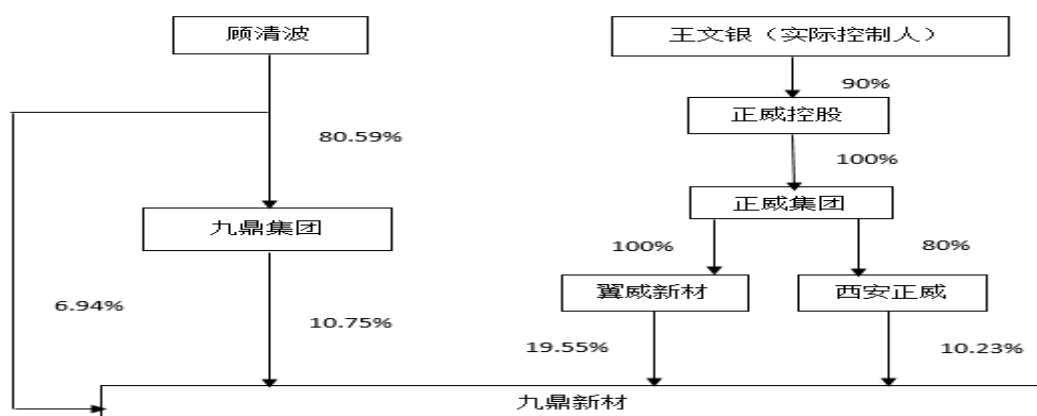 顾清波
王文银（实际控制人）
90%
正威控股
80.59%
100%
九鼎集团
正威集团
100%
80%
翼威新材
西安正威
6.94%
10.75%
19.55%
10.23%
九鼎新材